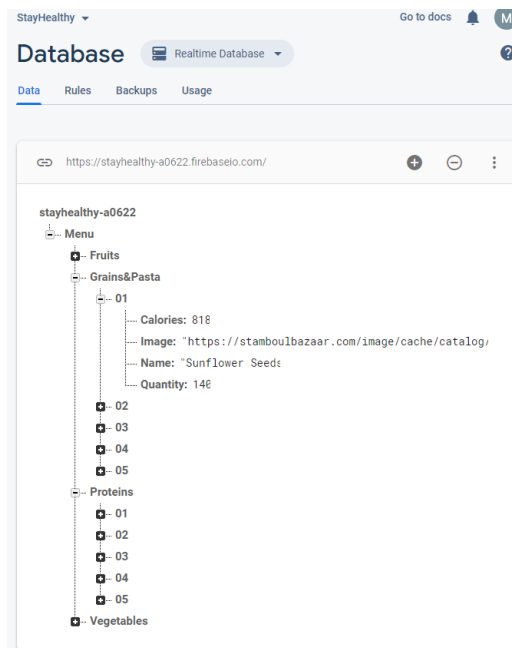 StayHealthy
Go to docs
M
Database
Realtime Database
?
Data Rules Backups Usage
https://stayhealthy-a0622.firebaseio.com/
stayhealthy-a0622
Menu
Fruits
Grains&Pasta
01
Calories: 818
Image: "https://stamboulbazaar.com/image/cache/catalog/
Name: "Sunflower Seeds
Quantity: 140
02
03
04
05
Proteins
01
02
03
04
05
Vegetables